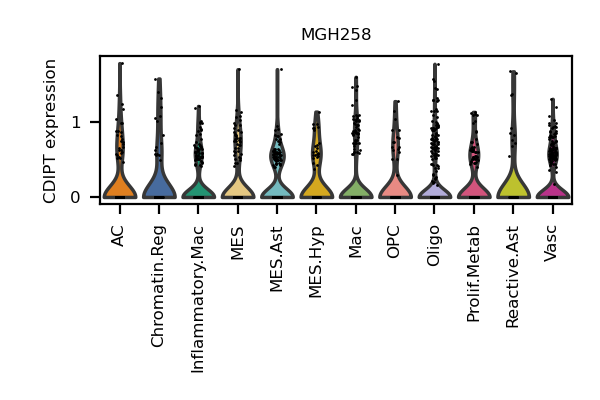 MGH258
CDIPT expression
1
0
AC
Chromatin.Reg
Inflammatory.Mac
MES
MES.Ast
MES.Hyp
Mac
OPC
Oligo
Prolif.Metab
Reactive.Ast
Vasc